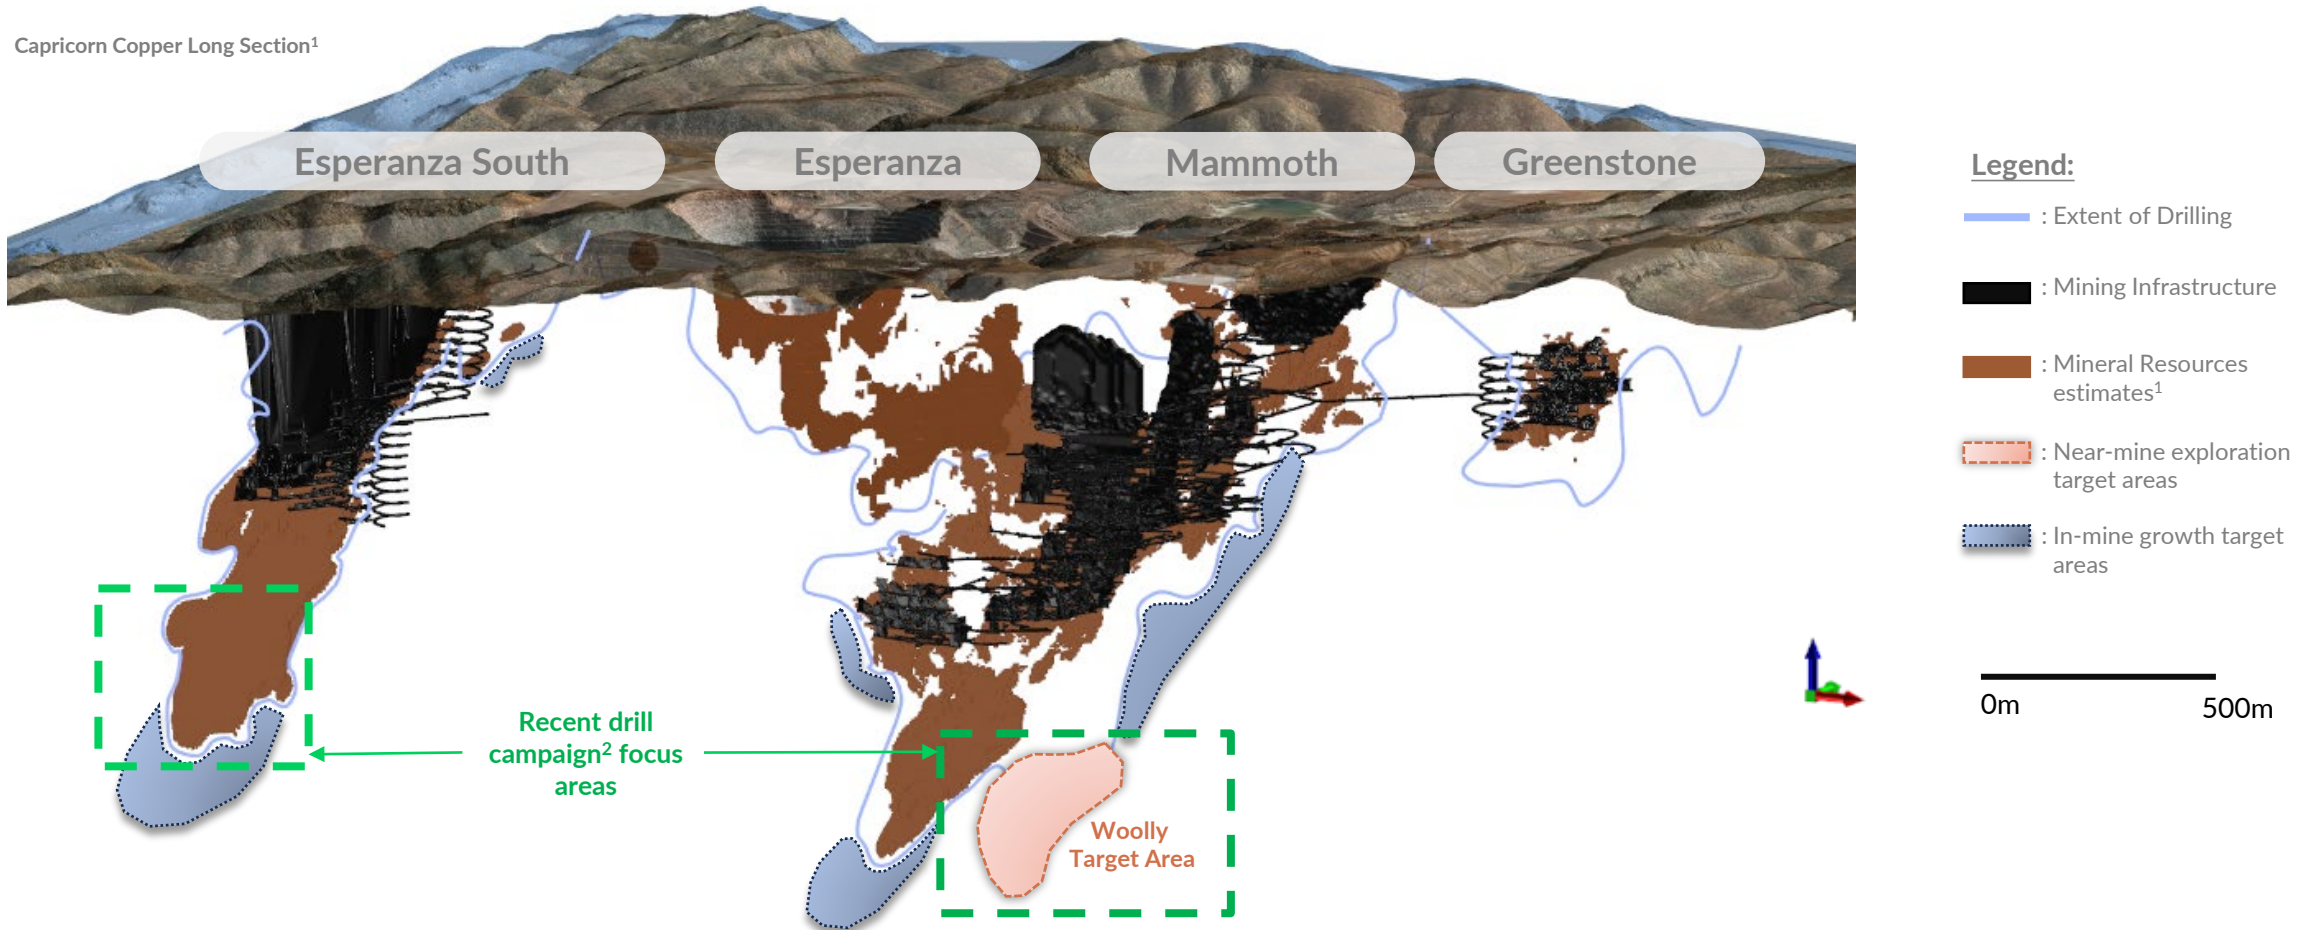 Capricorn Copper Long Section¹
Esperanza South
Esperanza
Mammoth
Greenstone
Legend:
: Extent of Drilling
: Mining Infrastructure
: Mineral Resources
estimates¹
: Near-mine exploration
target areas
: In-mine growth target
areas
0m
500m
Recent drill
campaign² focus
areas
Woolly
Target Area